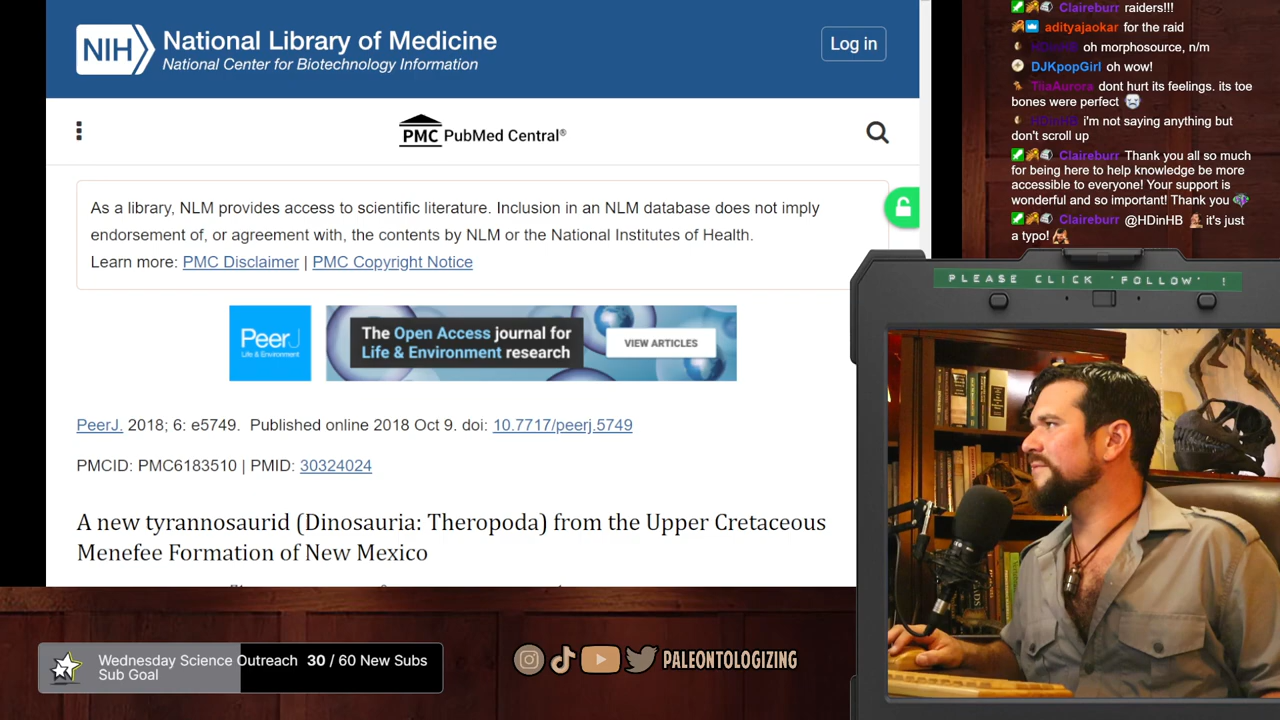 NIH
National Library of Medicine
National Center for Biotechnology Information
Log in
PMC PubMed Central®
As a library, NLM provides access to scientific literature. Inclusion in an NLM database does not imply
endorsement of, or agreement with, the contents by NLM or the National Institutes of Health.
Learn more: PMC Disclaimer | PMC Copyright Notice
PeerJ
Life & Environment
The Open Access journal for
Life & Environment research
VIEW ARTICLES
PeerJ. 2018; 6: e5749. Published online 2018 Oct 9. doi: 10.7717/peerj.5749
PMCID: PMC6183510 | PMID: 30324024
A new tyrannosaurid (Dinosauria: Theropoda) from the Upper Cretaceous
Menefee Formation of New Mexico
Claireburr raiders!!!
adityajaokar for the raid
HDinHB oh morphosource, n/m
DJKpopGirl oh wow!
TiiaAurora dont hurt its feelings. its toe
bones were perfect
HDinHB i'm not saying anything but
don't scroll up
Claireburr Thank you all so much
for being here to help knowledge be more
accessible to everyone! Your support is
wonderful and so important! Thank you
Claireburr @HDinHB it's just
a typo!
PLEASE CLICK 'FOLLOW' !
Wednesday Science Outreach 30 / 60 New Subs
Sub Goal
PALEONTOLOGIZING